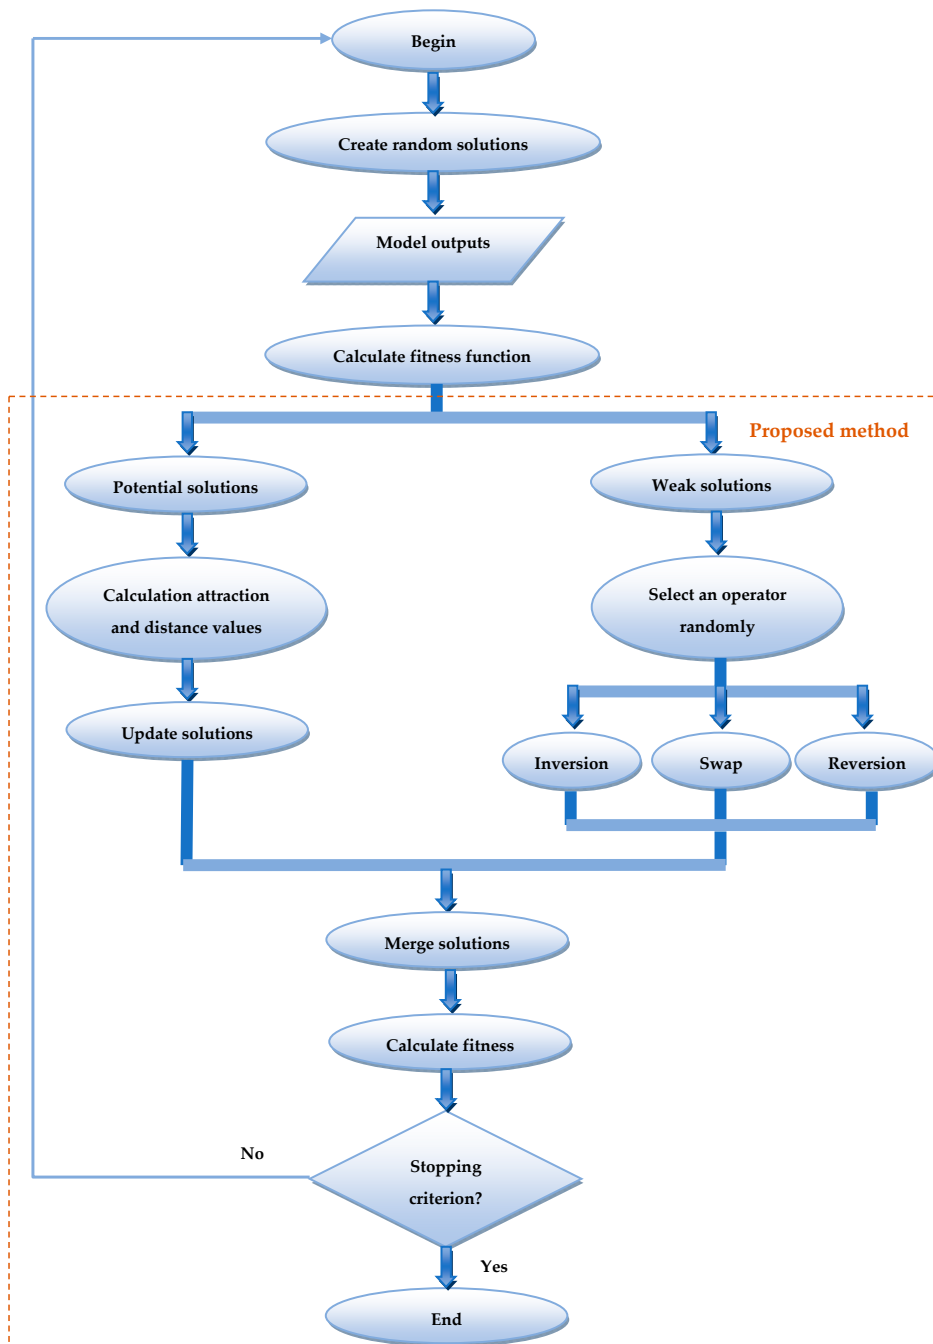 Begin
Create random solutions
Model outputs
Calculate fitness function
Proposed method
Potential solutions
Weak solutions
Calculation attraction
and distance values
Select an operator
randomly
Update solutions
Inversion
Swap
Reversion
Merge solutions
Calculate fitness
No
Stopping
criterion?
Yes
End